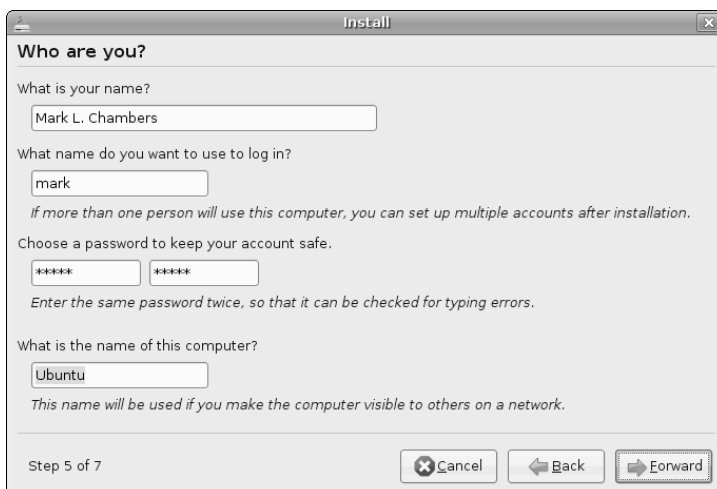 Install
Who are you?
What is your name?
Mark L. Chambers
What name do you want to use to log in?
mark
If more than one person will use this computer, you can set up multiple accounts after installation.
Choose a password to keep your account safe.
***** *****
Enter the same password twice, so that it can be checked for typing errors.
What is the name of this computer?
Ubuntu
This name will be used if you make the computer visible to others on a network.
Step 5 of 7 Cancel Back Forward